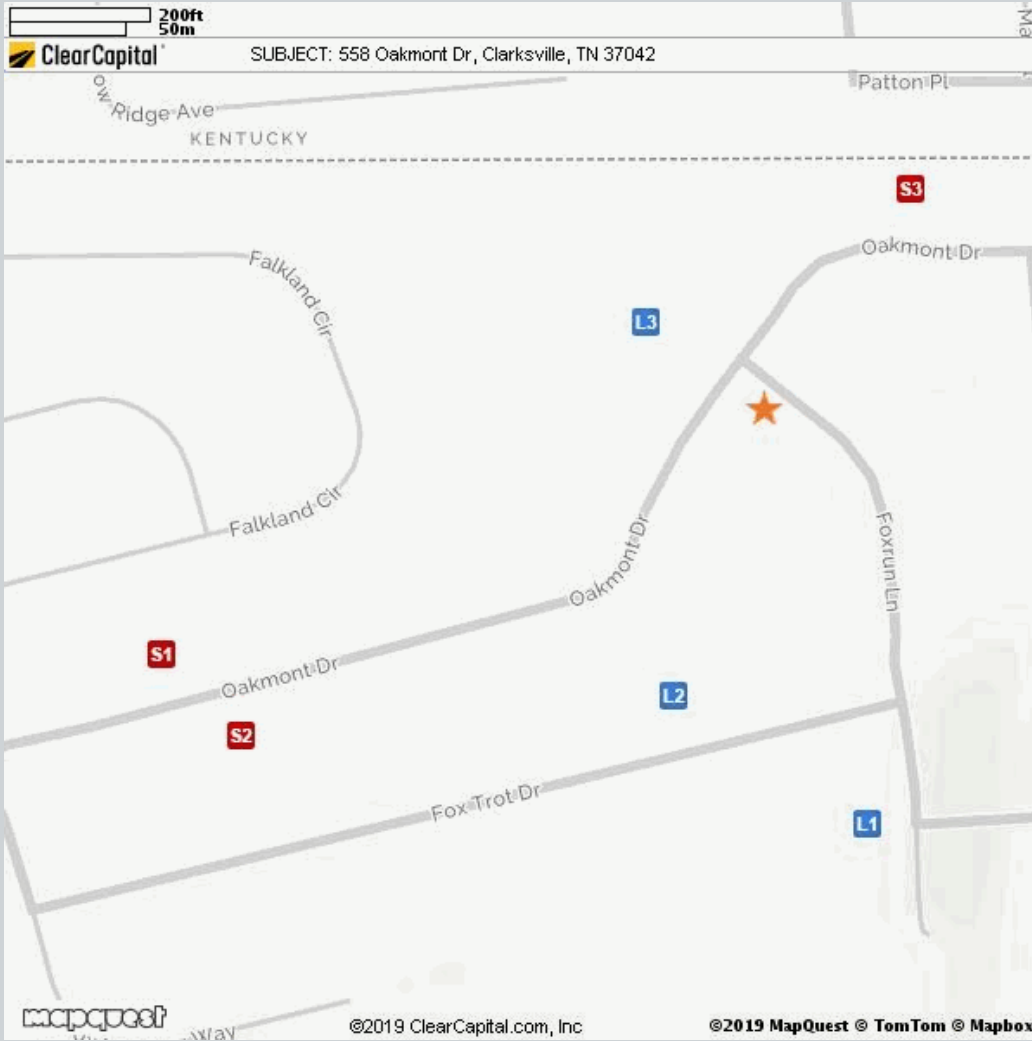 200ft
50m
ClearCapital
SUBJECT: 558 Oakmont Dr, Clarksville, TN 37042
Patton Pl
ow Ridge Ave
KENTUCKY
S3
Oakmont Dr
Falkland Cir
L3
Falkland Cir
Foxrun Ln
Oakmont Dr
S1
Oakmont Dr
L2
S2
Fox Trot Dr
L1
mapquest
Way
©2019 ClearCapital.com, Inc
©2019 MapQuest © TomTom © Mapbox